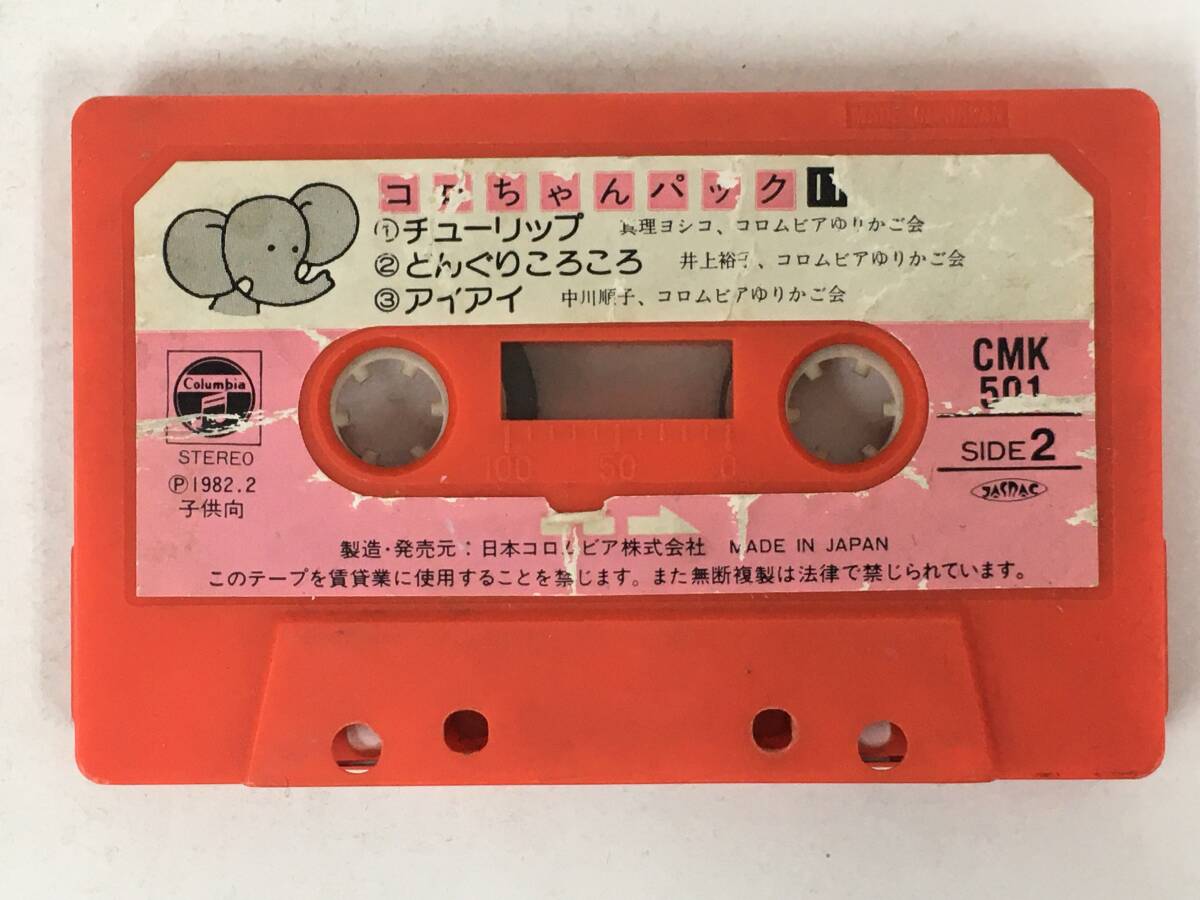 MADE IN JAPAN
コロちゃんパック
①チューリップ 真理ヨシコ、コロムビアゆりかご会
②どんぐりころころ 井上裕子、コロムビアゆりかご会
③アイアイ 中川順子、コロムビアゆりかご会
Columbia
STEREO
Ⓟ1982.2
子供向
CMK
501
SIDE 2
JASRAC
100 50 0
製造・発売元:日本コロムビア株式会社 MADE IN JAPAN
このテープを賃貸業に使用することを禁じます。また無断複製は法律で禁じられています。